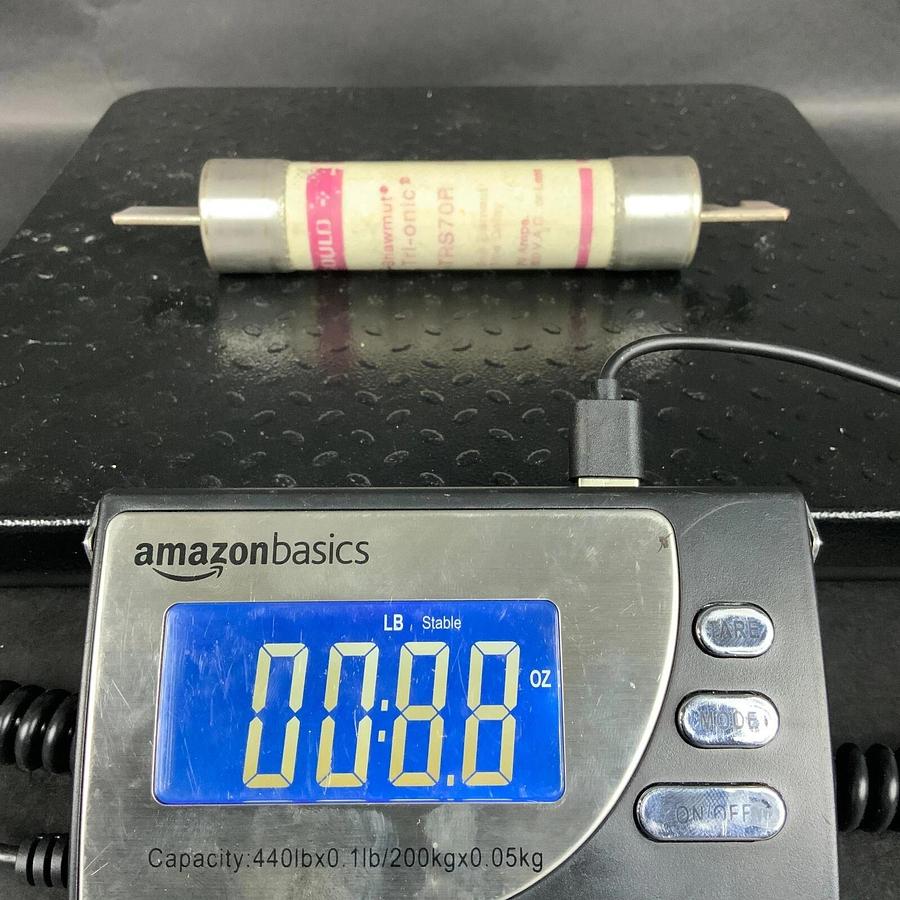 OULD
Shawmut®
Tri-onic®
TRS70R
amazonbasics
LB Stable
00:8.8 OZ
TARE
MODE
ON/OFF
Capacity:440lbx0.1lb/200kgx0.05kg